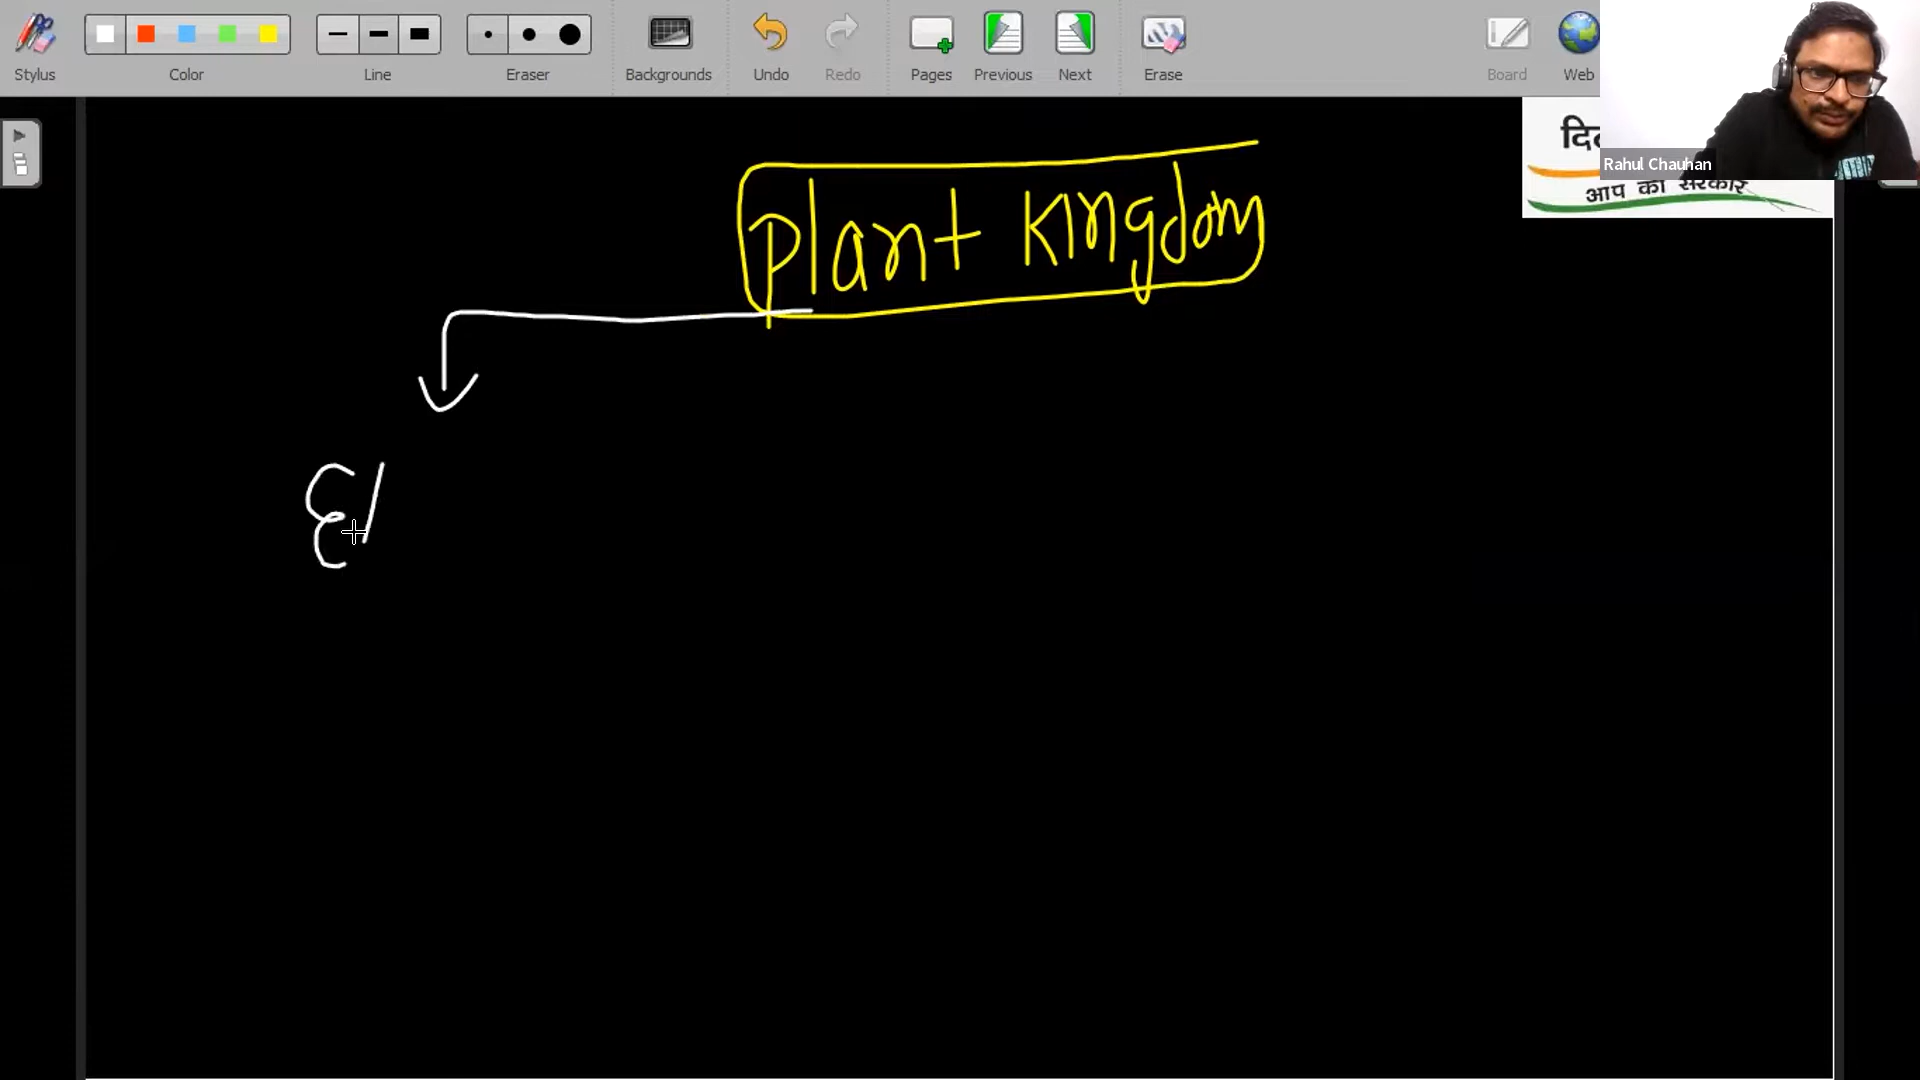 Stylus
Color
Line
Eraser
Backgrounds
Undo
Redo
Pages
Previous
Next
Erase
Board
Web
Rahul Chauhan
आप की सरकार
Plant Kingdom